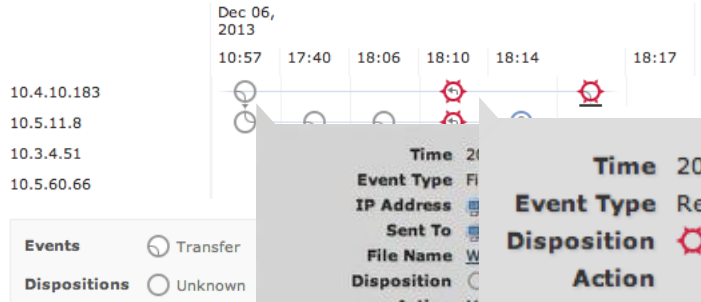 Dec 06,
2013
10:57 17:40 18:06 18:10 18:14 18:17
10.4.10.183
10.5.11.8
10.3.4.51
10.5.60.66
Events Transfer
Dispositions Unknown
Time
Event Type
IP Address
Sent To
File Name
Disposition
Time 20
Event Type Re
Disposition
Action